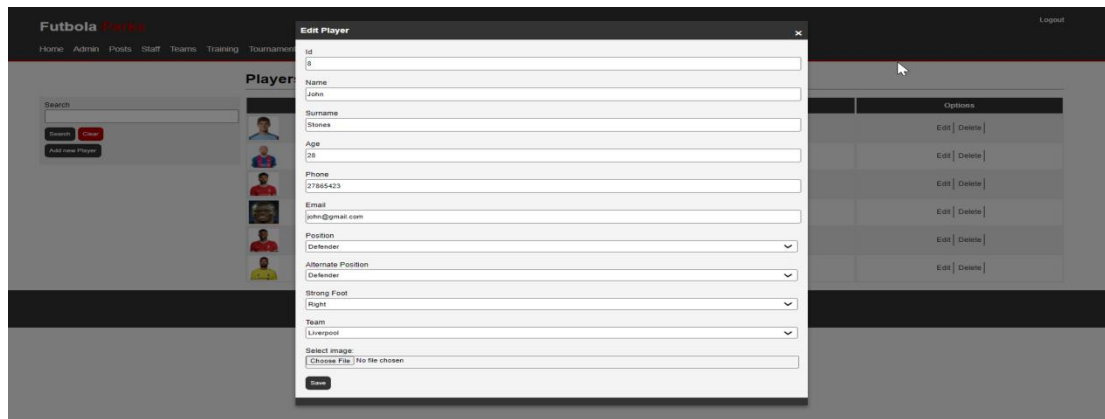 Futbola Parks
Logout
Home Admin Posts Staff Teams Training Tournamen
Edit Player
×
Id
8
Name
John
Surname
Stones
Age
28
Phone
27865423
Email
john@gmail.com
Position
Defender
Alternate Position
Defender
Strong Foot
Right
Team
Liverpool
Select image:
Choose File No file chosen
Save
Player
Search
Search Clear
Add new Player
Options
Edit Delete
Edit Delete
Edit Delete
Edit Delete
Edit Delete
Edit Delete